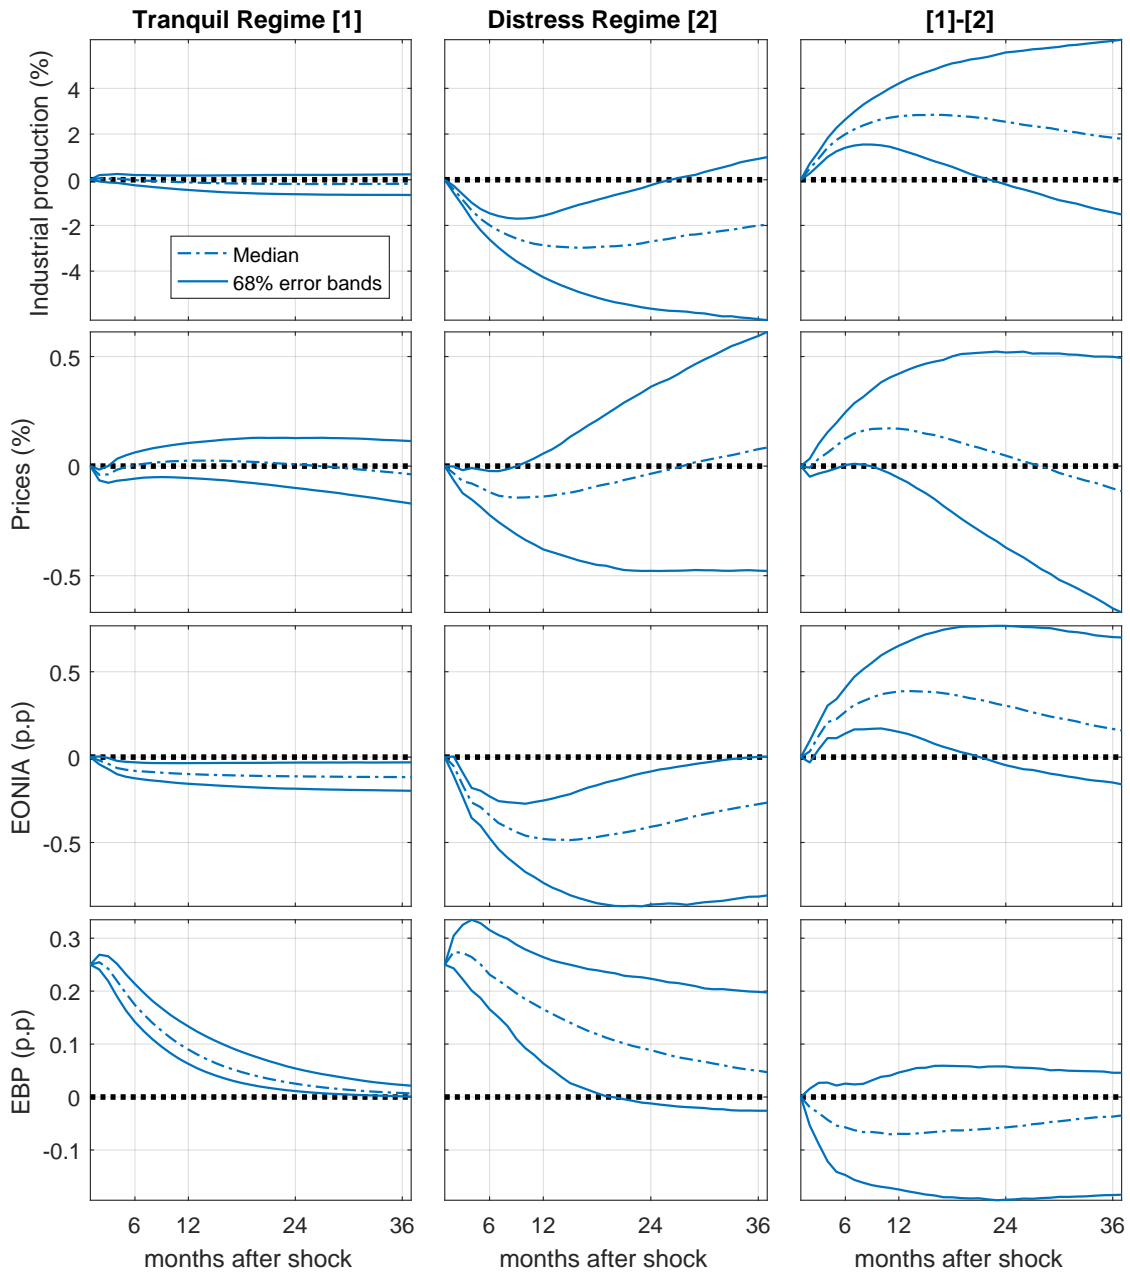 Tranquil Regime [1]
Distress Regime [2]
[1]-[2]
Industrial production (%)
4
2
0
-2
-4
Median
68% error bands
Prices (%)
0.5
0
-0.5
EONIA (p.p)
0.5
0
-0.5
EBP (p.p)
0.3
0.2
0.1
0
-0.1
6 12 24 36
6 12 24 36
6 12 24 36
months after shock
months after shock
months after shock